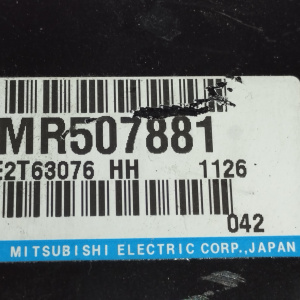 MR507881
E2T63076 HH 1126
042
MITSUBISHI ELECTRIC CORP.,JAPAN